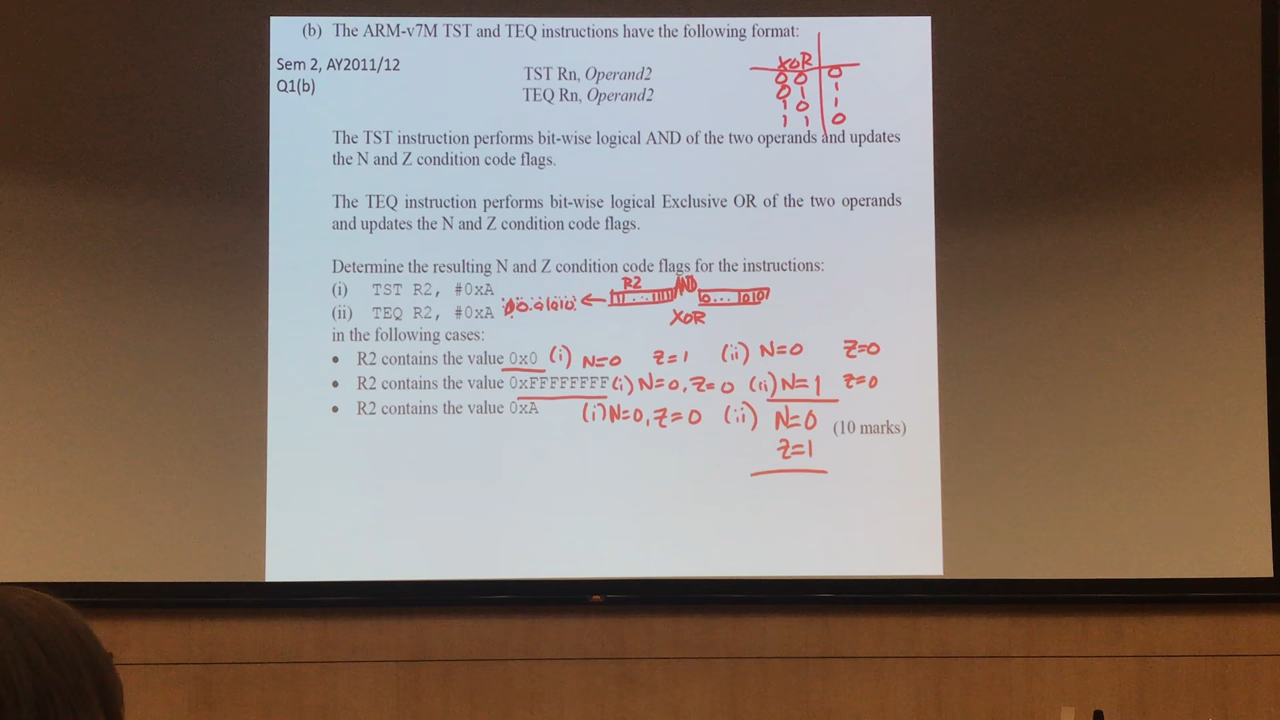 (b) The ARM-v7M TST and TEQ instructions have the following format:
Sem 2, AY2011/12
Q1(b)
TST Rn, Operand2
TEQ Rn, Operand2
XOR
0 0 0
0 1 1
1 0 1
1 1 0
The TST instruction performs bit-wise logical AND of the two operands and updates
the N and Z condition code flags.
The TEQ instruction performs bit-wise logical Exclusive OR of the two operands
and updates the N and Z condition code flags.
Determine the resulting N and Z condition code flags for the instructions:
(i) TST R2, #0xA
R2 AND
(ii) TEQ R2, #0xA
← 11...1111 0...1010
XOR
in the following cases:
• R2 contains the value 0x0 (i) N=0 Z=1 (ii) N=0 Z=0
• R2 contains the value 0xFFFFFFFF (i) N=0, Z=0 (ii) N=1 Z=0
• R2 contains the value 0xA (i) N=0, Z=0 (ii) N=0
Z=1
(10 marks)